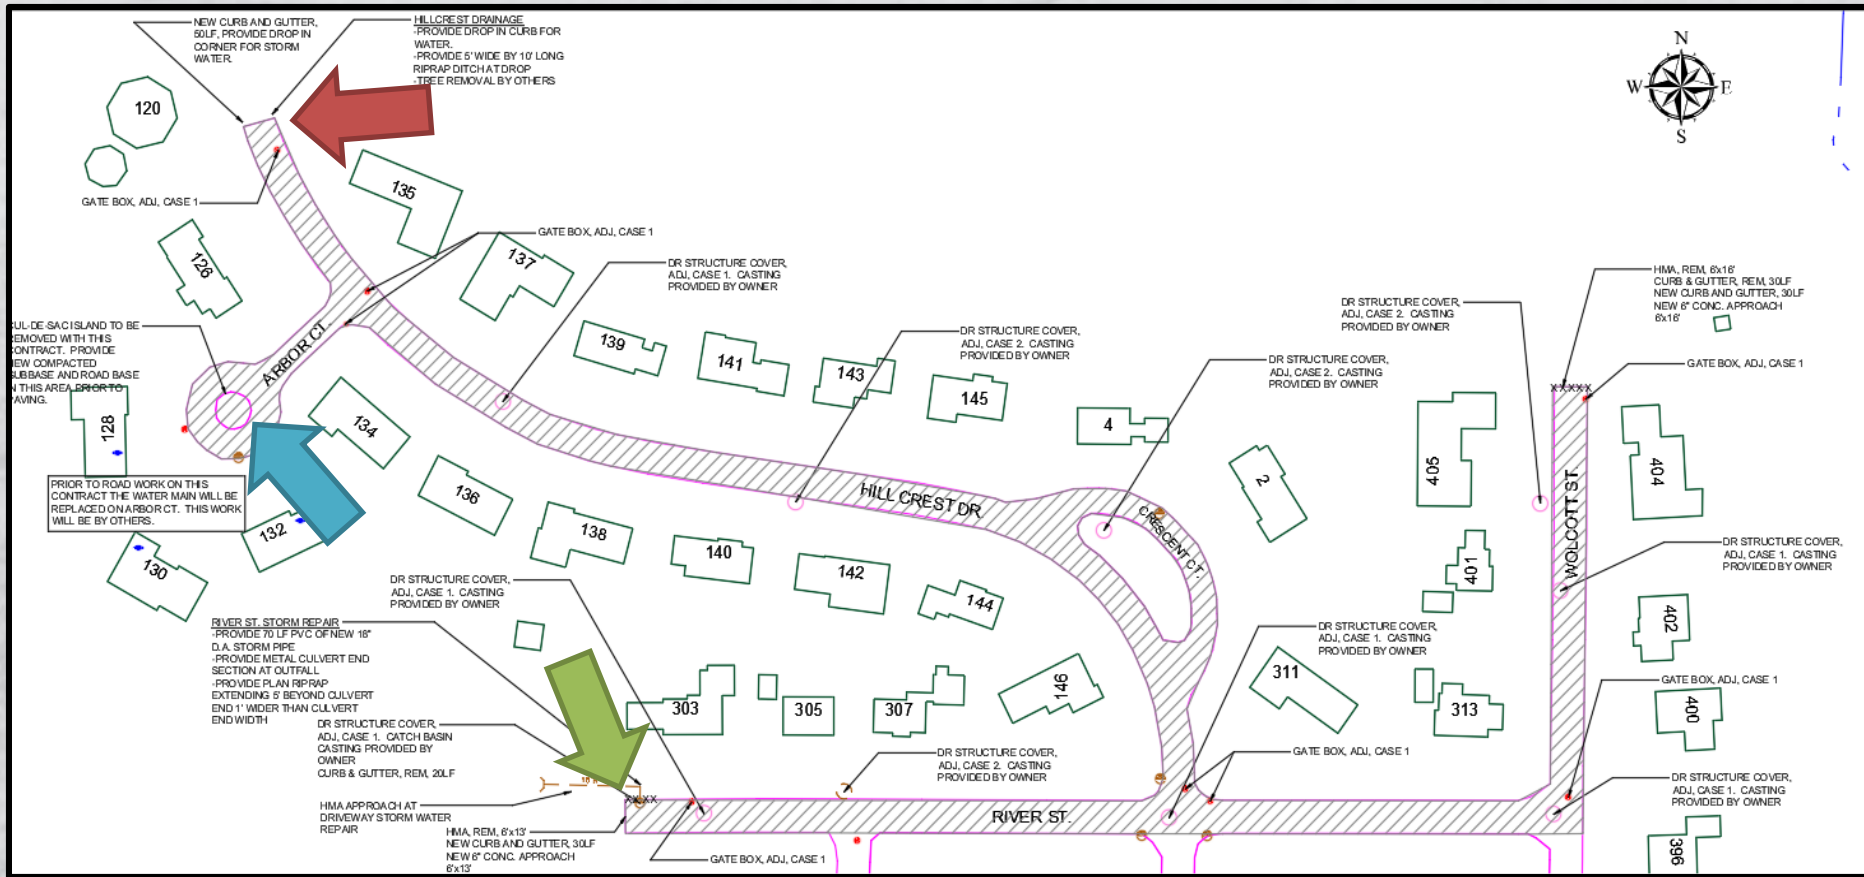 NEW CURB AND GUTTER,
50LF, PROVIDE DROP IN
CORNER FOR STORM
WATER.
HILLCREST DRAINAGE
-PROVIDE DROP IN CURB FOR
WATER.
-PROVIDE 5' WIDE BY 10' LONG
RIPRAP DITCH AT DROP
-TREE REMOVAL BY OTHERS
N
W
E
S
120
GATE BOX, ADJ, CASE 1
135
126
137
GATE BOX, ADJ, CASE 1
DR STRUCTURE COVER,
ADJ, CASE 1. CASTING
PROVIDED BY OWNER
HMA, REM, 6'x16'
CURB & GUTTER, REM, 30LF
NEW CURB AND GUTTER, 30LF
NEW 6" CONC. APPROACH
6'x16'
DR STRUCTURE COVER,
ADJ, CASE 2. CASTING
PROVIDED BY OWNER
UL-DE-SAC ISLAND TO BE
EMOVED WITH THIS
ONTRACT. PROVIDE
EW COMPACTED
UBBASE AND ROAD BASE
N THIS AREA PRIOR TO
AVING.
ARBOR CT.
139
141
143
145
DR STRUCTURE COVER,
ADJ, CASE 2. CASTING
PROVIDED BY OWNER
DR STRUCTURE COVER,
ADJ, CASE 2. CASTING
PROVIDED BY OWNER
GATE BOX, ADJ, CASE 1
128
134
4
2
405
404
PRIOR TO ROAD WORK ON THIS
CONTRACT THE WATER MAIN WILL BE
REPLACED ON ARBOR CT. THIS WORK
WILL BE BY OTHERS.
136
HILL CREST DR
CRESCENT CT.
WOLCOTT ST.
132
130
138
140
142
144
401
DR STRUCTURE COVER,
ADJ, CASE 1. CASTING
PROVIDED BY OWNER
DR STRUCTURE COVER,
ADJ, CASE 1. CASTING
PROVIDED BY OWNER
RIVER ST. STORM REPAIR
-PROVIDE 70 LF PVC OF NEW 18"
D.A. STORM PIPE
-PROVIDE METAL CULVERT END
SECTION AT OUTFALL
-PROVIDE PLAN RIPRAP
EXTENDING 5' BEYOND CULVERT
END 1' WIDER THAN CULVERT
END WIDTH
402
DR STRUCTURE COVER,
ADJ, CASE 1. CASTING
PROVIDED BY OWNER
GATE BOX, ADJ, CASE 1
303
305
307
146
311
313
400
DR STRUCTURE COVER,
ADJ, CASE 1. CATCH BASIN
CASTING PROVIDED BY
OWNER
CURB & GUTTER, REM, 20LF
DR STRUCTURE COVER,
ADJ, CASE 2. CASTING
PROVIDED BY OWNER
GATE BOX, ADJ, CASE 1
DR STRUCTURE COVER,
ADJ, CASE 1. CASTING
PROVIDED BY OWNER
HMA APPROACH AT
DRIVEWAY STORM WATER
REPAIR
RIVER ST.
HMA, REM, 6'x13'
NEW CURB AND GUTTER, 30LF
NEW 6" CONC. APPROACH
6'x13'
GATE BOX, ADJ, CASE 1
396